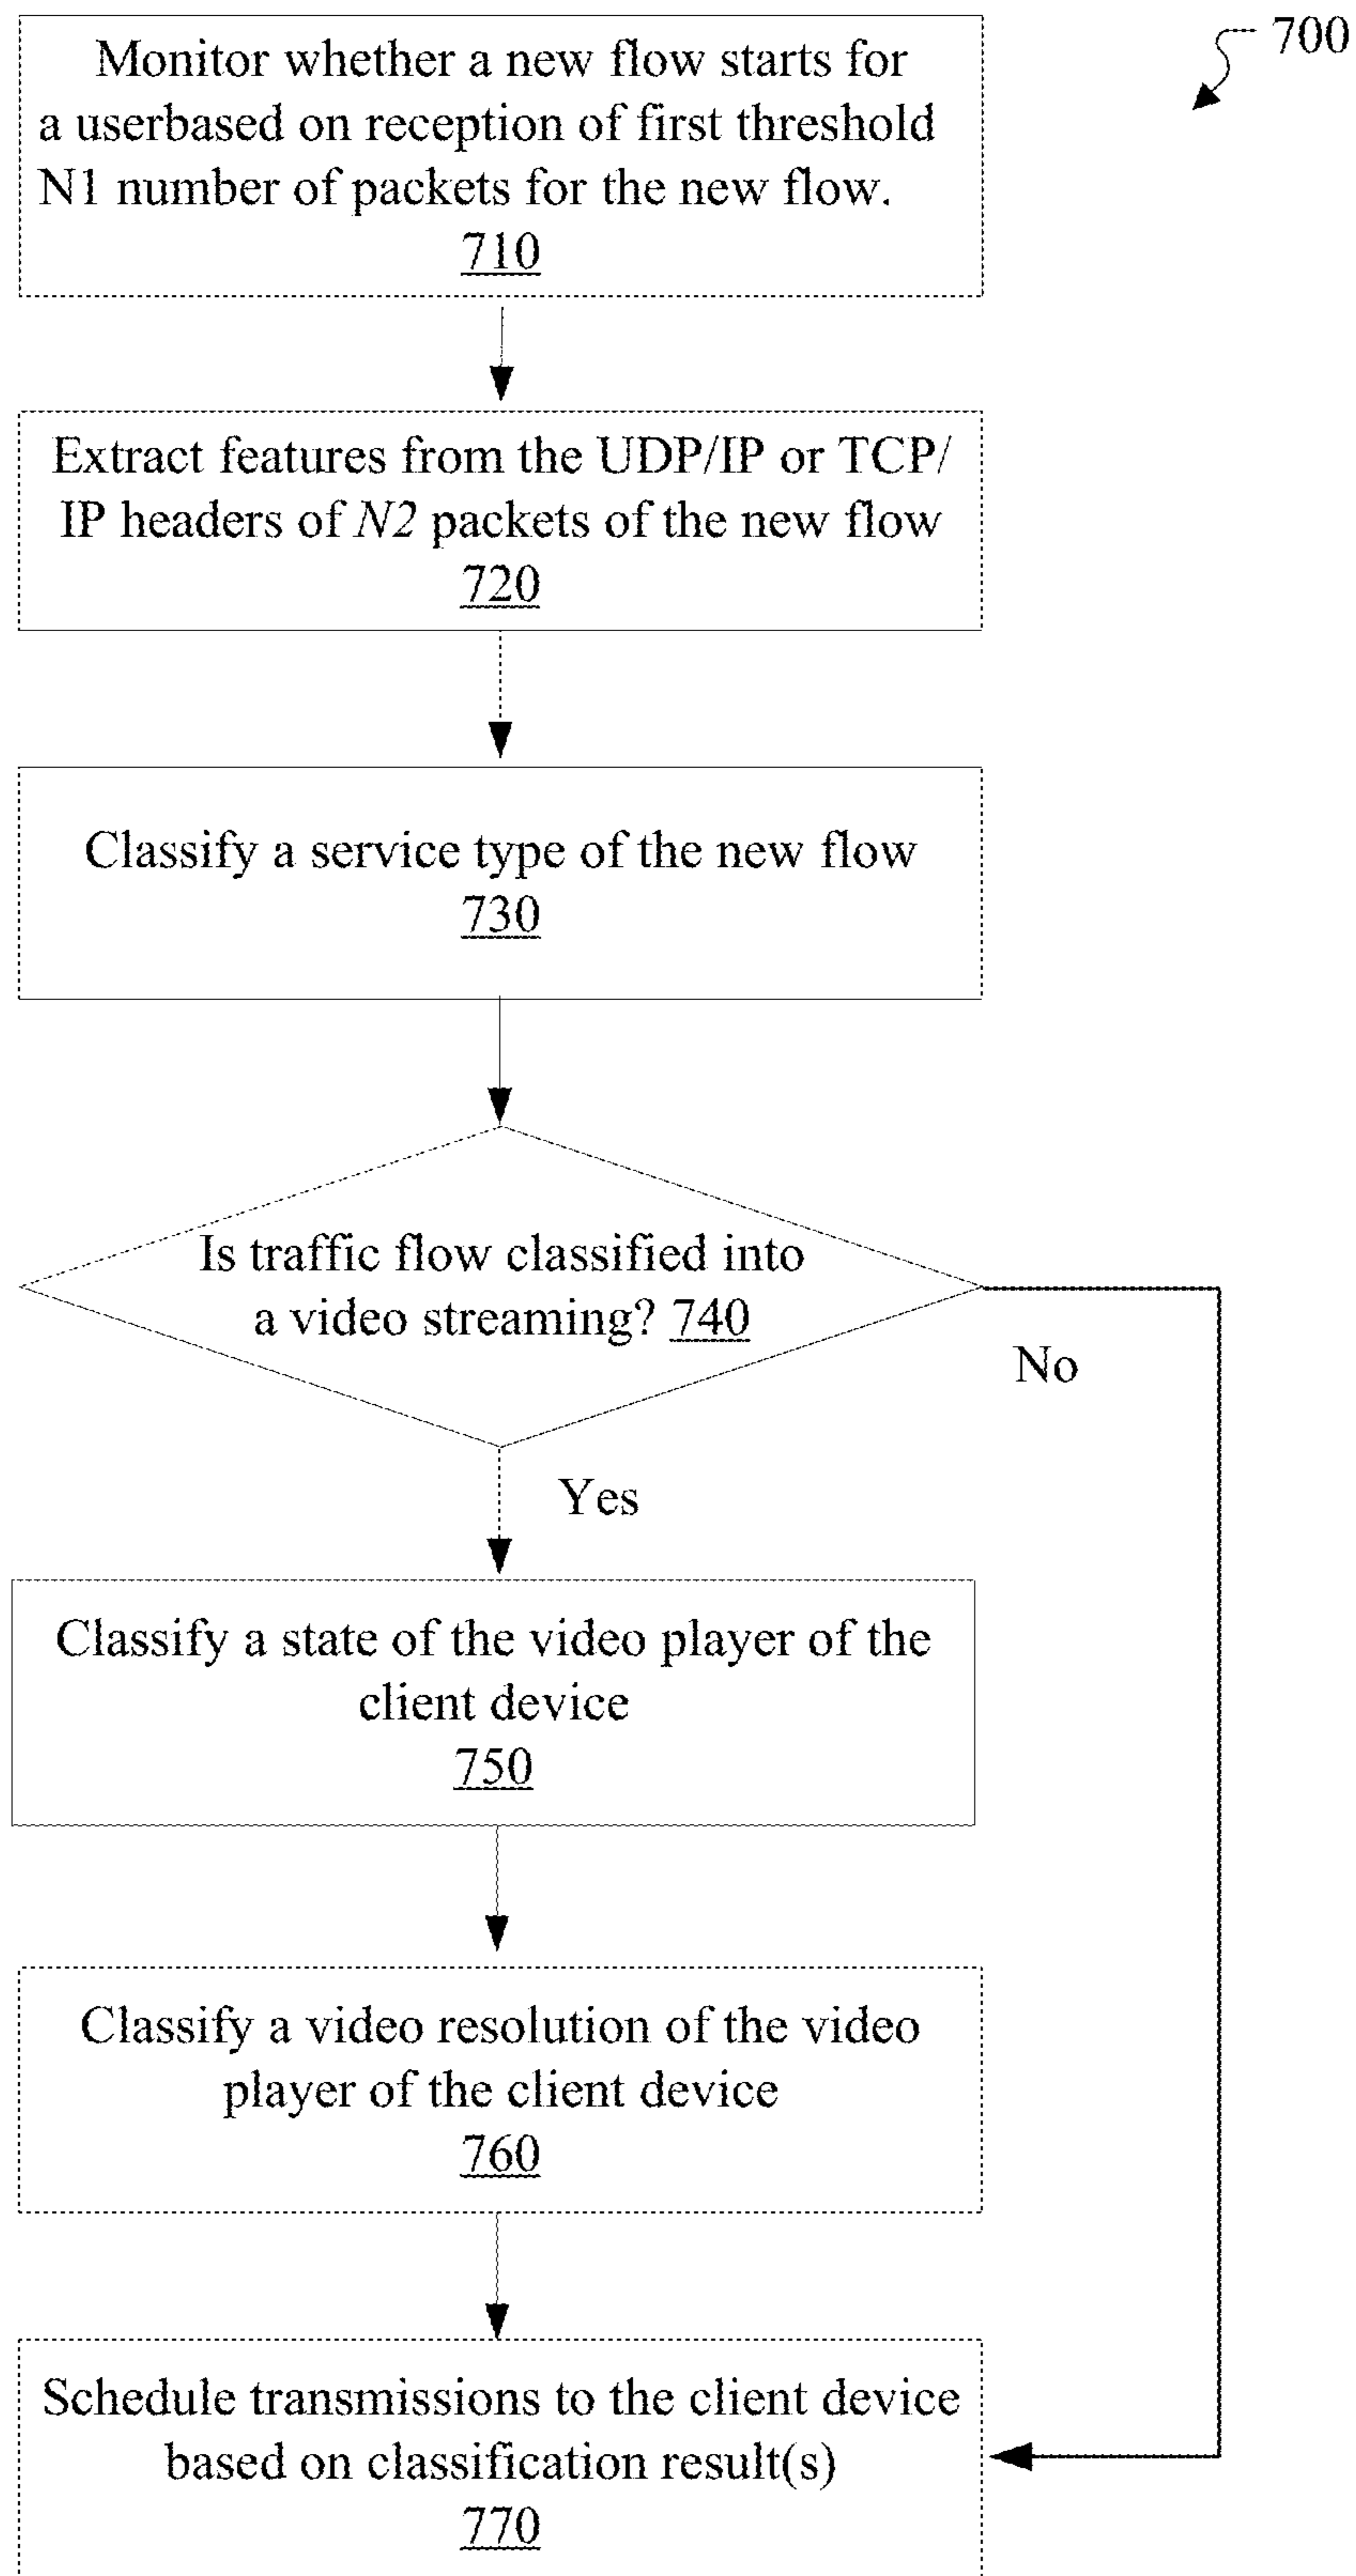 700
Monitor whether a new flow starts for
a userbased on reception of first threshold
N1 number of packets for the new flow.
710
Extract features from the UDP/IP or TCP/
IP headers of N2 packets of the new flow
720
Classify a service type of the new flow
730
Is traffic flow classified into
a video streaming? 740
No
Yes
Classify a state of the video player of the
client device
750
Classify a video resolution of the video
player of the client device
760
Schedule transmissions to the client device
based on classification result(s)
770